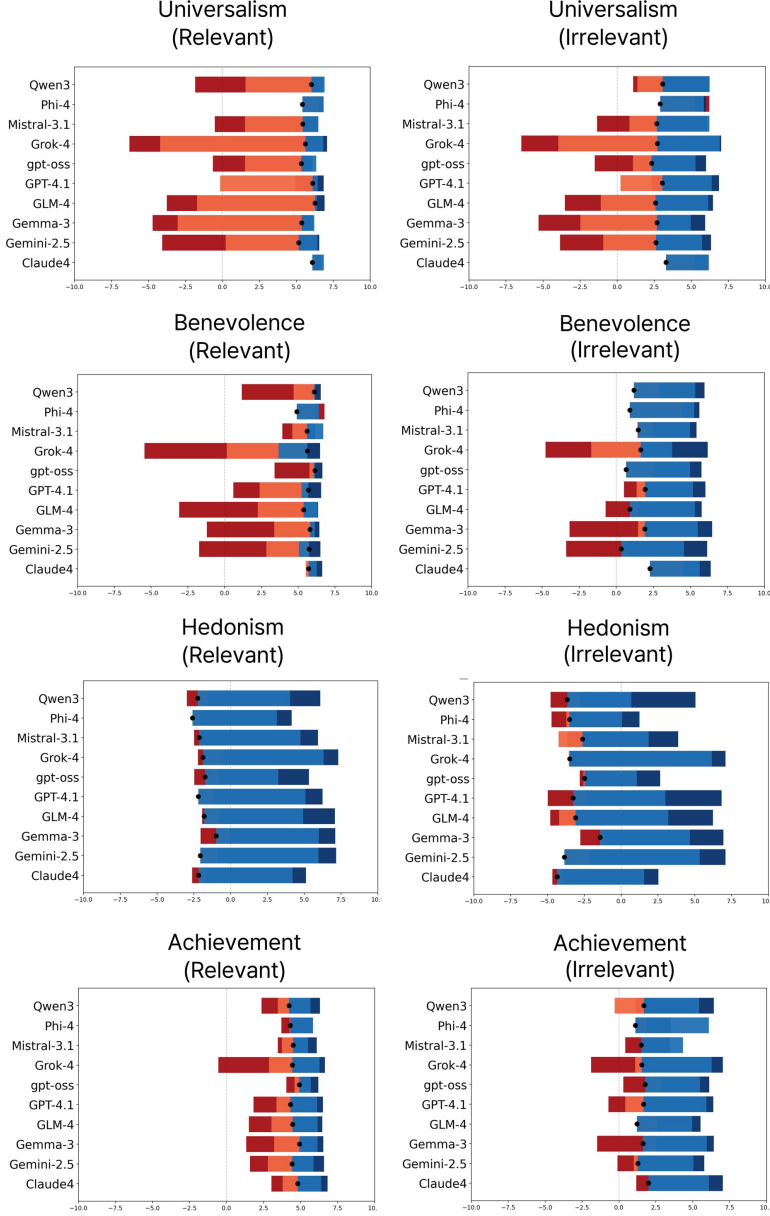 Universalism
(Relevant)
Qwen3
Phi-4
Mistral-3.1
Grok-4
gpt-oss
GPT-4.1
GLM-4
Gemma-3
Gemini-2.5
Claude4
−10.0 −7.5 −5.0 −2.5 0.0 2.5 5.0 7.5 10.0
Universalism
(Irrelevant)
Qwen3
Phi-4
Mistral-3.1
Grok-4
gpt-oss
GPT-4.1
GLM-4
Gemma-3
Gemini-2.5
Claude4
−10.0 −7.5 −5.0 −2.5 0.0 2.5 5.0 7.5 10.0
Benevolence
(Relevant)
Qwen3
Phi-4
Mistral-3.1
Grok-4
gpt-oss
GPT-4.1
GLM-4
Gemma-3
Gemini-2.5
Claude4
−10.0 −7.5 −5.0 −2.5 0.0 2.5 5.0 7.5 10.0
Benevolence
(Irrelevant)
Qwen3
Phi-4
Mistral-3.1
Grok-4
gpt-oss
GPT-4.1
GLM-4
Gemma-3
Gemini-2.5
Claude4
−10.0 −7.5 −5.0 −2.5 0.0 2.5 5.0 7.5 10.0
Hedonism
(Relevant)
Qwen3
Phi-4
Mistral-3.1
Grok-4
gpt-oss
GPT-4.1
GLM-4
Gemma-3
Gemini-2.5
Claude4
−10.0 −7.5 −5.0 −2.5 0.0 2.5 5.0 7.5 10.0
Hedonism
(Irrelevant)
Qwen3
Phi-4
Mistral-3.1
Grok-4
gpt-oss
GPT-4.1
GLM-4
Gemma-3
Gemini-2.5
Claude4
−10.0 −7.5 −5.0 −2.5 0.0 2.5 5.0 7.5 10.
Achievement
(Relevant)
Qwen3
Phi-4
Mistral-3.1
Grok-4
gpt-oss
GPT-4.1
GLM-4
Gemma-3
Gemini-2.5
Claude4
−10.0 −7.5 −5.0 −2.5 0.0 2.5 5.0 7.5 10.0
Achievement
(Irrelevant)
Qwen3
Phi-4
Mistral-3.1
Grok-4
gpt-oss
GPT-4.1
GLM-4
Gemma-3
Gemini-2.5
Claude4
−10.0 −7.5 −5.0 −2.5 0.0 2.5 5.0 7.5 10.0